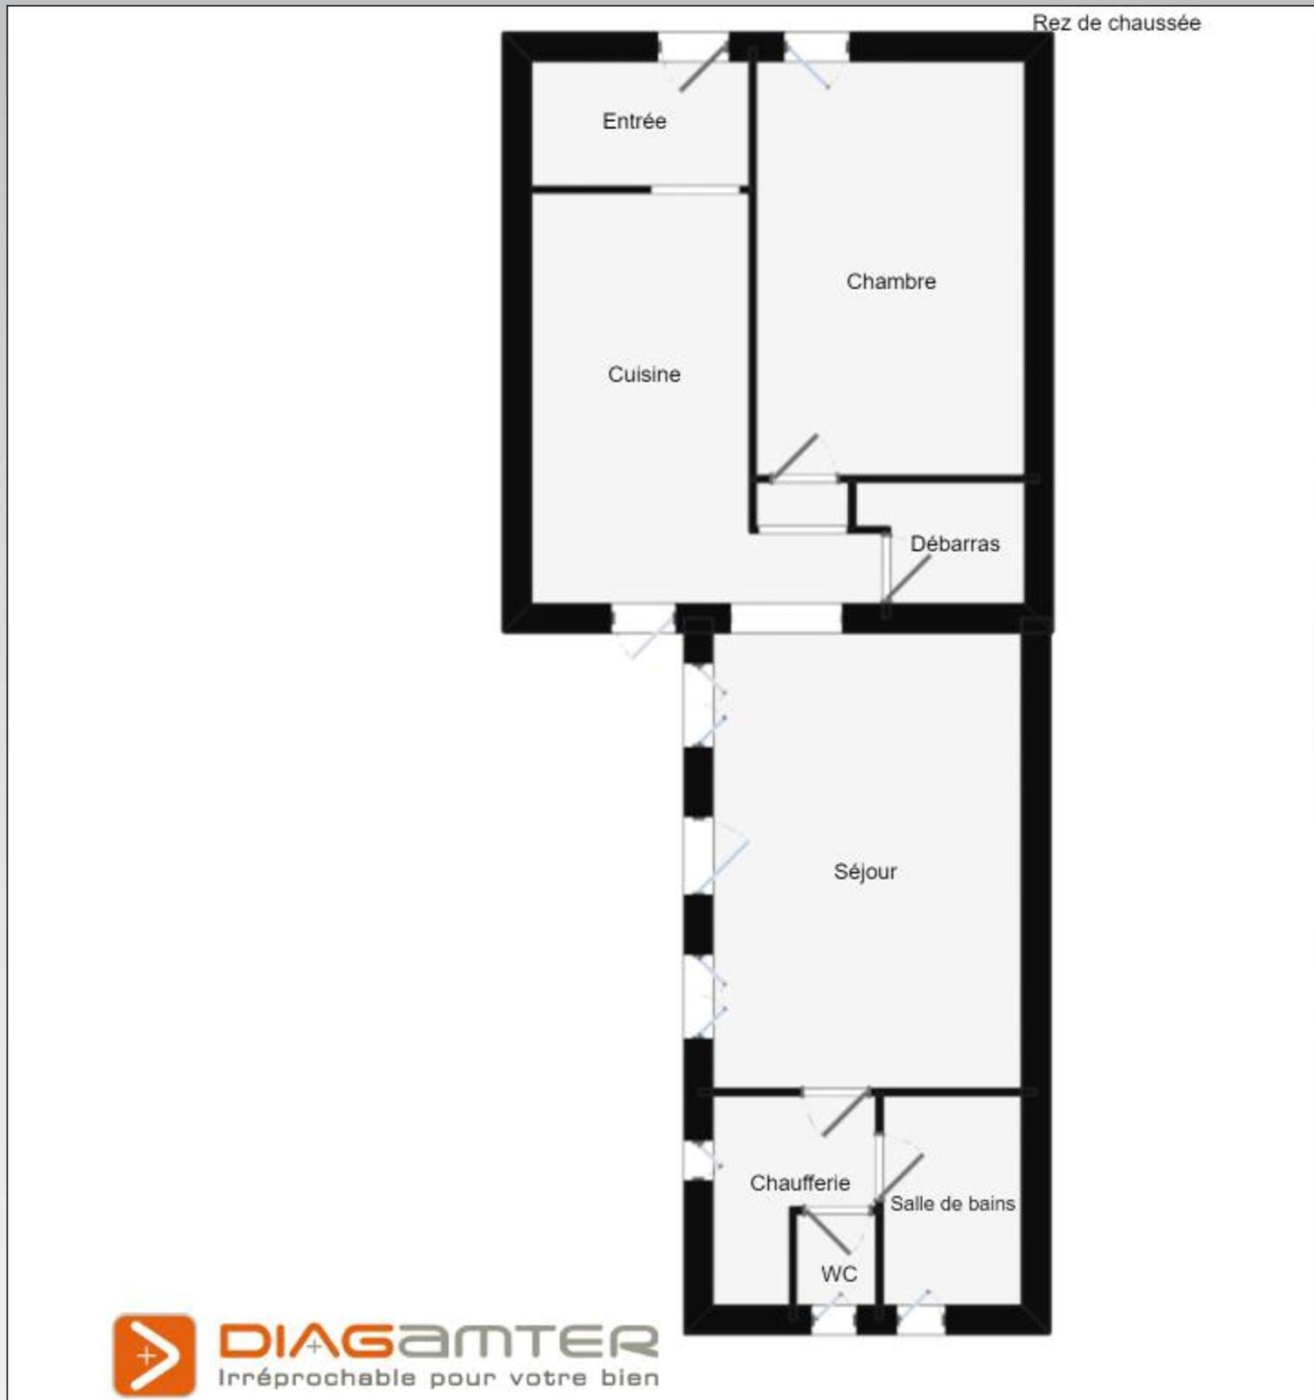 Rez de chaussée
Entrée
Chambre
Cuisine
Débarras
Séjour
Chaufferie
Salle de bains
WC
DIAGAMTER
Irréprochable pour votre bien